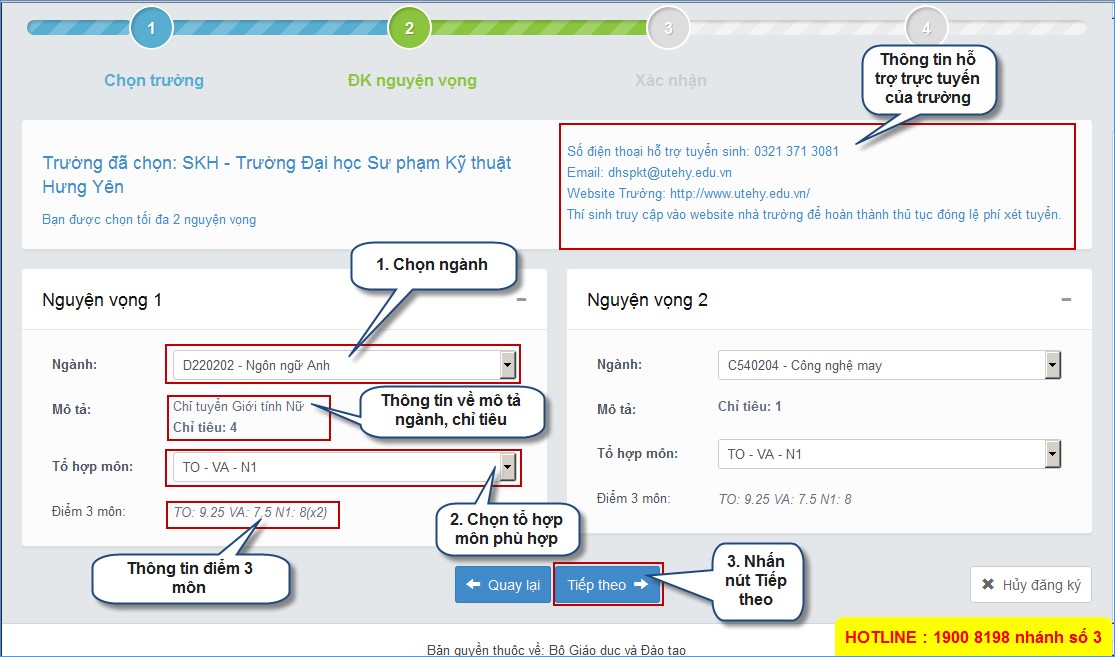 1
2
3
4
Chọn trường
ĐK nguyện vọng
Xác nhận
Thông tin hỗ
trợ trực tuyến
của trường
Trường đã chọn: SKH - Trường Đại học Sư phạm Kỹ thuật
Hưng Yên
Bạn được chọn tối đa 2 nguyện vọng
Số điện thoại hỗ trợ tuyển sinh: 0321 371 3081
Email: dhspkt@utehy.edu.vn
Website Trường: http://www.utehy.edu.vn/
Thí sinh truy cập vào website nhà trường để hoàn thành thủ tục đóng lệ phí xét tuyển.
1. Chọn ngành
Nguyện vọng 1
Ngành:
D220202 - Ngôn ngữ Anh
Mô tả:
Chỉ tuyển Giới tính Nữ
Chỉ tiêu: 4
Thông tin về mô tả
ngành, chỉ tiêu
Tổ hợp môn:
TO - VA - N1
Điểm 3 môn:
TO: 9.25 VA: 7.5 N1: 8(x2)
2. Chọn tổ hợp
môn phù hợp
Thông tin điểm 3
môn
Nguyện vọng 2
Ngành:
C540204 - Công nghệ may
Mô tả:
Chỉ tiêu: 1
Tổ hợp môn:
TO - VA - N1
Điểm 3 môn:
TO: 9.25 VA: 7.5 N1: 8
Quay lại
Tiếp theo
3. Nhấn
nút Tiếp
theo
Hủy đăng ký
HOTLINE : 1900 8198 nhánh số 3
Bản quyền thuộc về: Bộ Giáo dục và Đào tạo